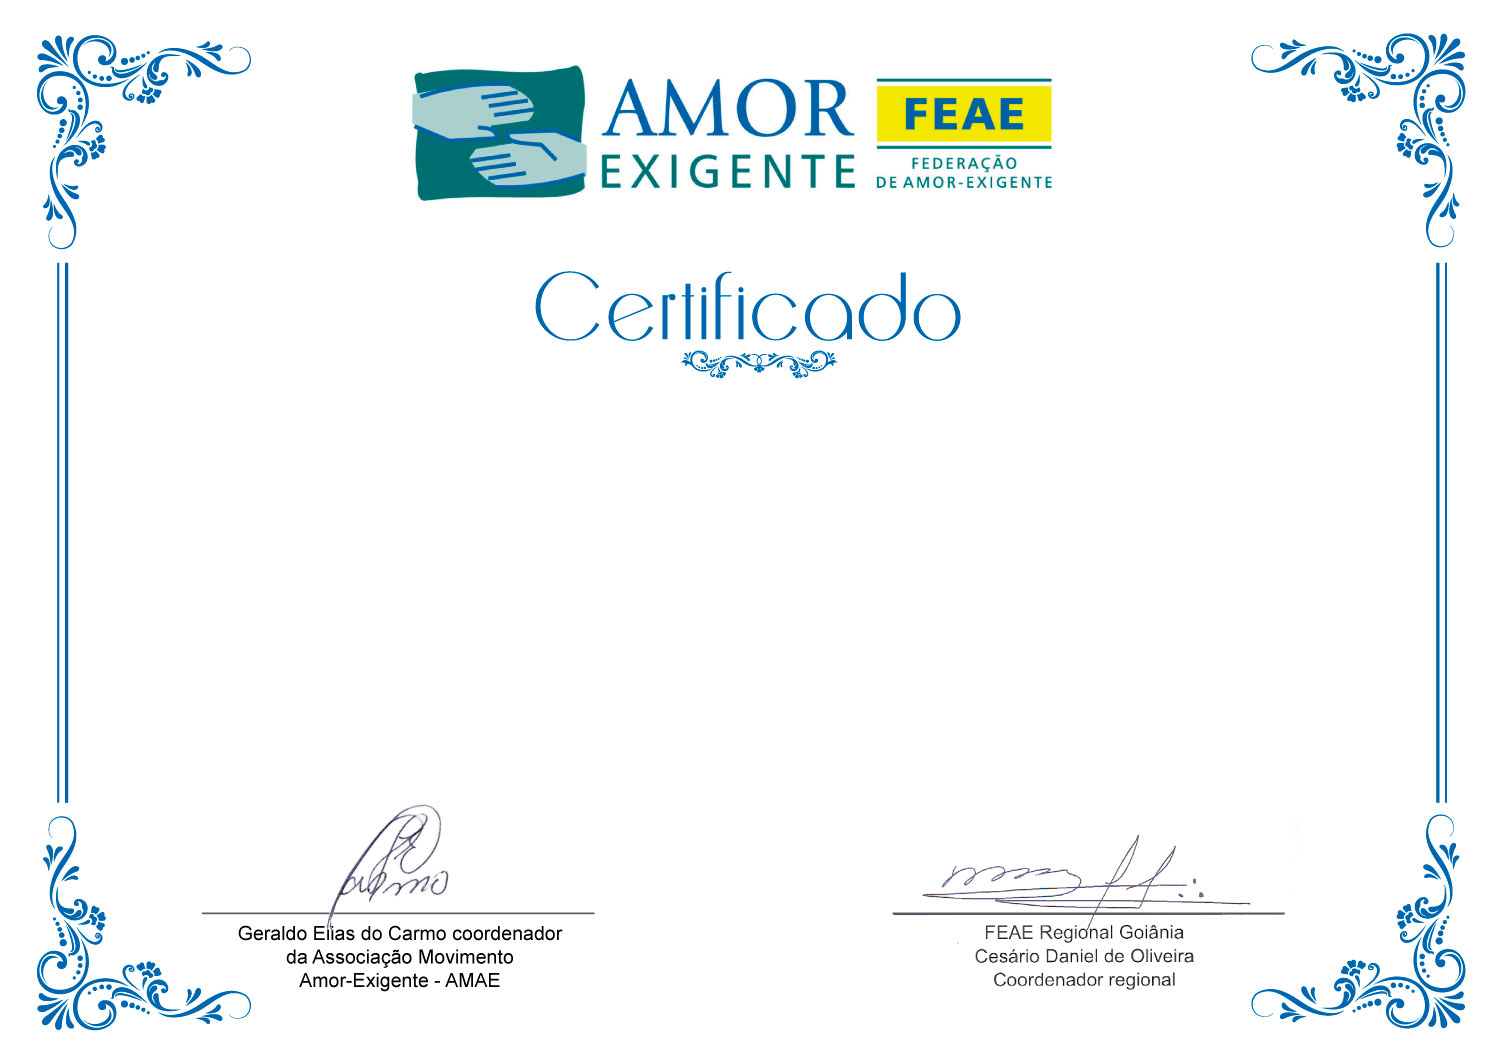 AMOR
EXIGENTE
FEAE
FEDERAÇÃO
DE AMOR-EXIGENTE
Certificado
Geraldo Elias do Carmo coordenador
da Associação Movimento
Amor-Exigente - AMAE
FEAE Regional Goiânia
Cesário Daniel de Oliveira
Coordenador regional